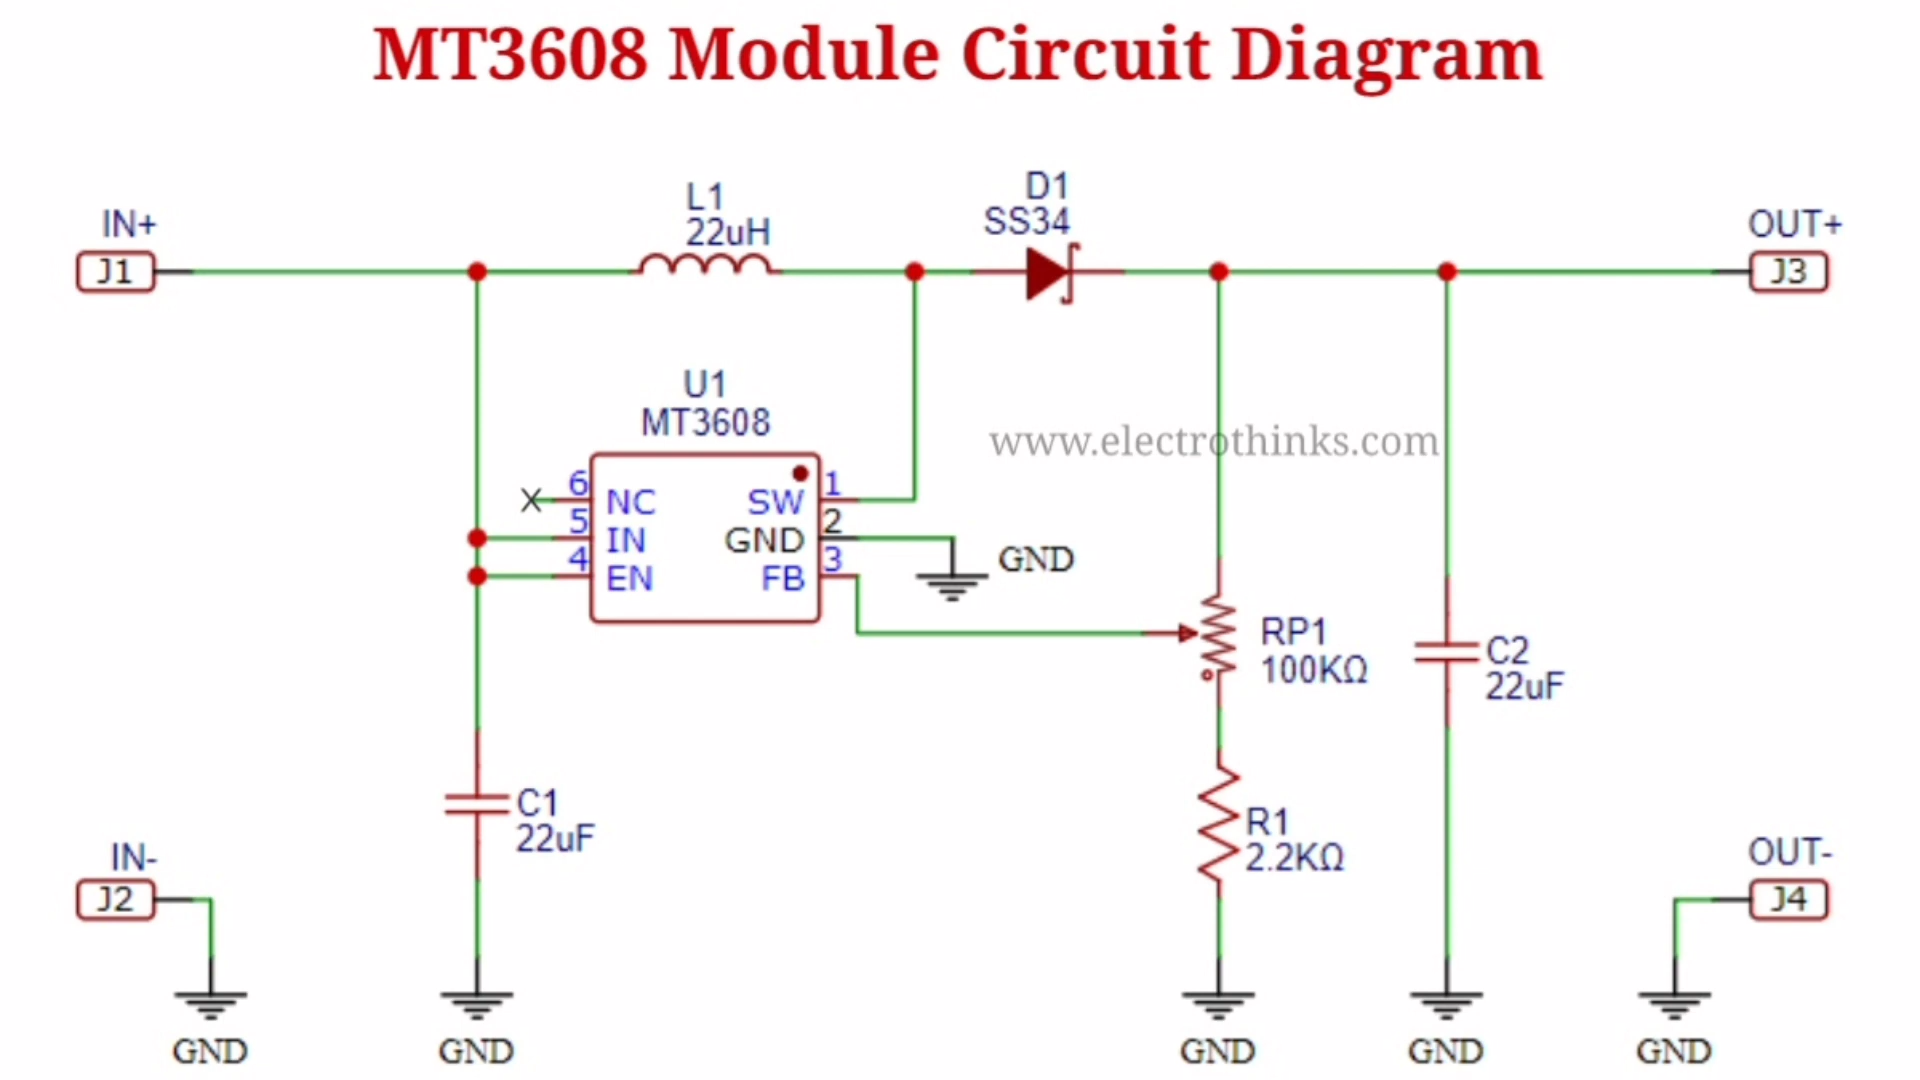 MT3608 Module Circuit Diagram
IN+
J1
L1
22uH
D1
SS34
OUT+
J3
U1
MT3608
www.electrothinks.com
6 NC SW 1
5 IN GND 2
4 EN FB 3
GND
RP1
100KΩ
C2
22uF
C1
22uF
R1
2.2KΩ
IN-
J2
OUT-
J4
GND
GND
GND
GND
GND